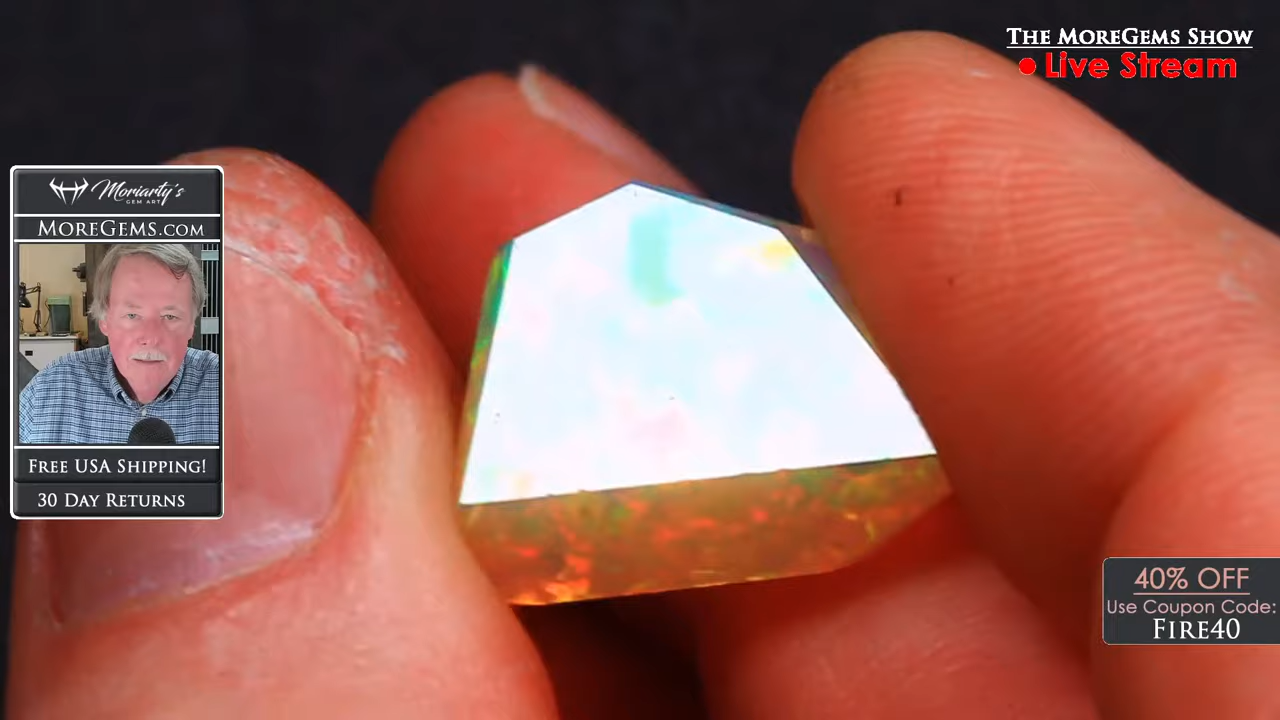 The MoreGems Show
Live Stream
Moriarty's
GEM ART
MoreGems.com
Free USA Shipping!
30 Day Returns
40% OFF
Use Coupon Code:
Fire40